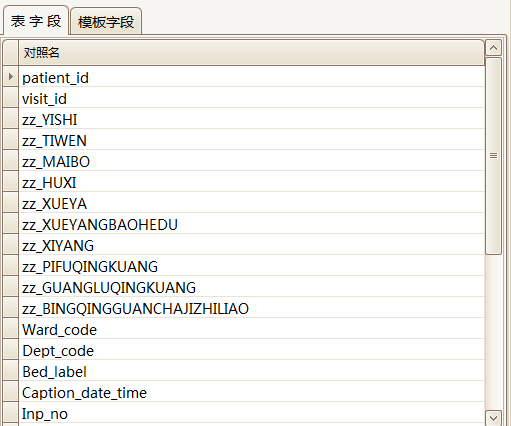 表字段 模板字段
对照名
patient_id
visit_id
zz_YISHI
zz_TIWEN
zz_MAIBO
zz_HUXI
zz_XUEYA
zz_XUEYANGBAOHEDU
zz_XIYANG
zz_PIFUQINGKUANG
zz_GUANGLUQINGKUANG
zz_BINGQINGGUANCHAJIZHILIAO
Ward_code
Dept_code
Bed_label
Caption_date_time
Inp_no